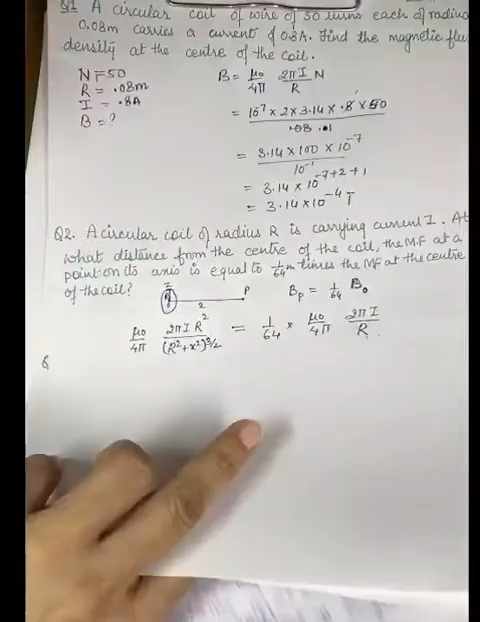 Q1 A circular coil of wire of 50 turns each of radius
0.08m carries a current of 0.8A. Find the magnetic flu
density at the centre of the coil.
N = 50
R = .08m
I = .8A
B = ?
B = μ0/4π 2πI/R N
= 10⁻⁷ × 2 × 3.14 × .8 × 50 / .08 .01
= 3.14 × 100 × 10⁻⁷ / 10⁻¹
= 3.14 × 10⁻⁷⁺²⁺¹
= 3.14 × 10⁻⁴ T
Q2. A circular coil of radius R is carrying current I. At
what distance from the centre of the coil, the M.F at a
point on its axis is equal to 1/64 times the MF at the centre
of the coil?
I
x
P
Bp = 1/64 B₀
μ0/4π 2πIR²/(R²+x²)^3/2 = 1/64 × μ0/4π 2πI/R